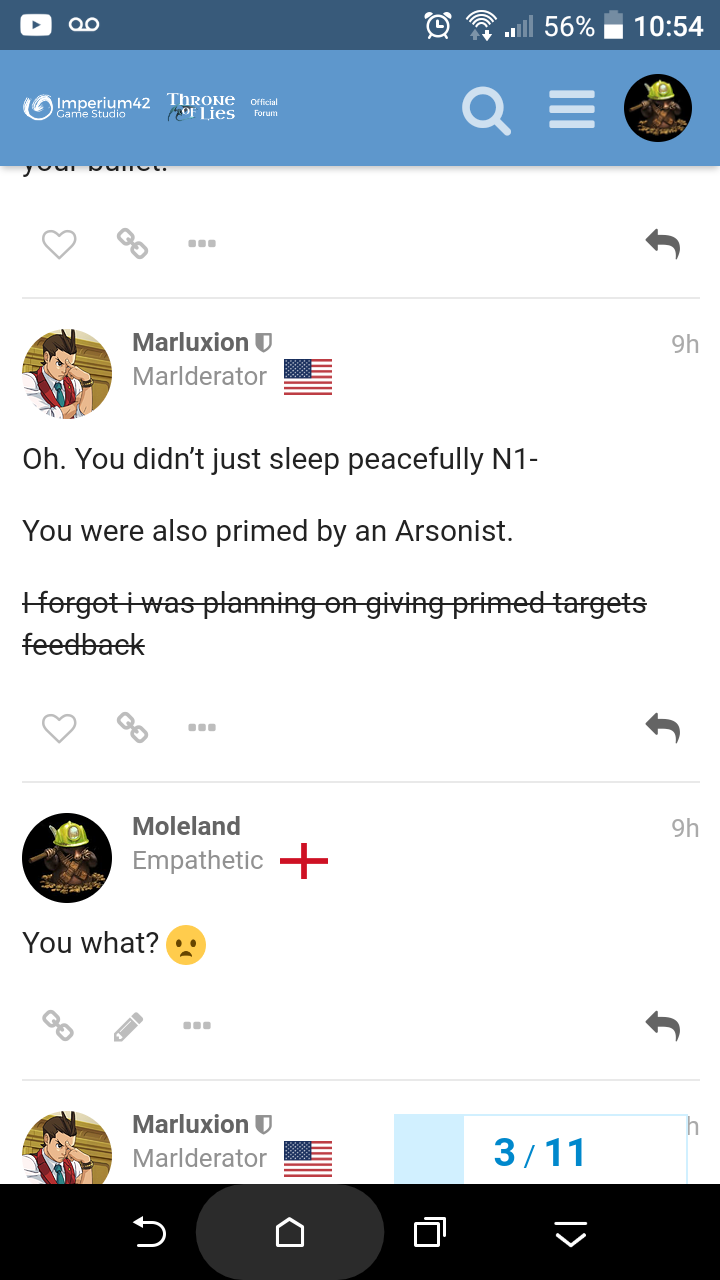 56% 10:54
Imperium42
Game Studio
THRONE
OF LIES
Official
Forum
your bullet.
Marluxion
9h
Marlderator
Oh. You didn’t just sleep peacefully N1-
You were also primed by an Arsonist.
I forgot i was planning on giving primed targets
feedback
Moleland
9h
Empathetic
You what?
Marluxion
h
Marlderator
3 / 11